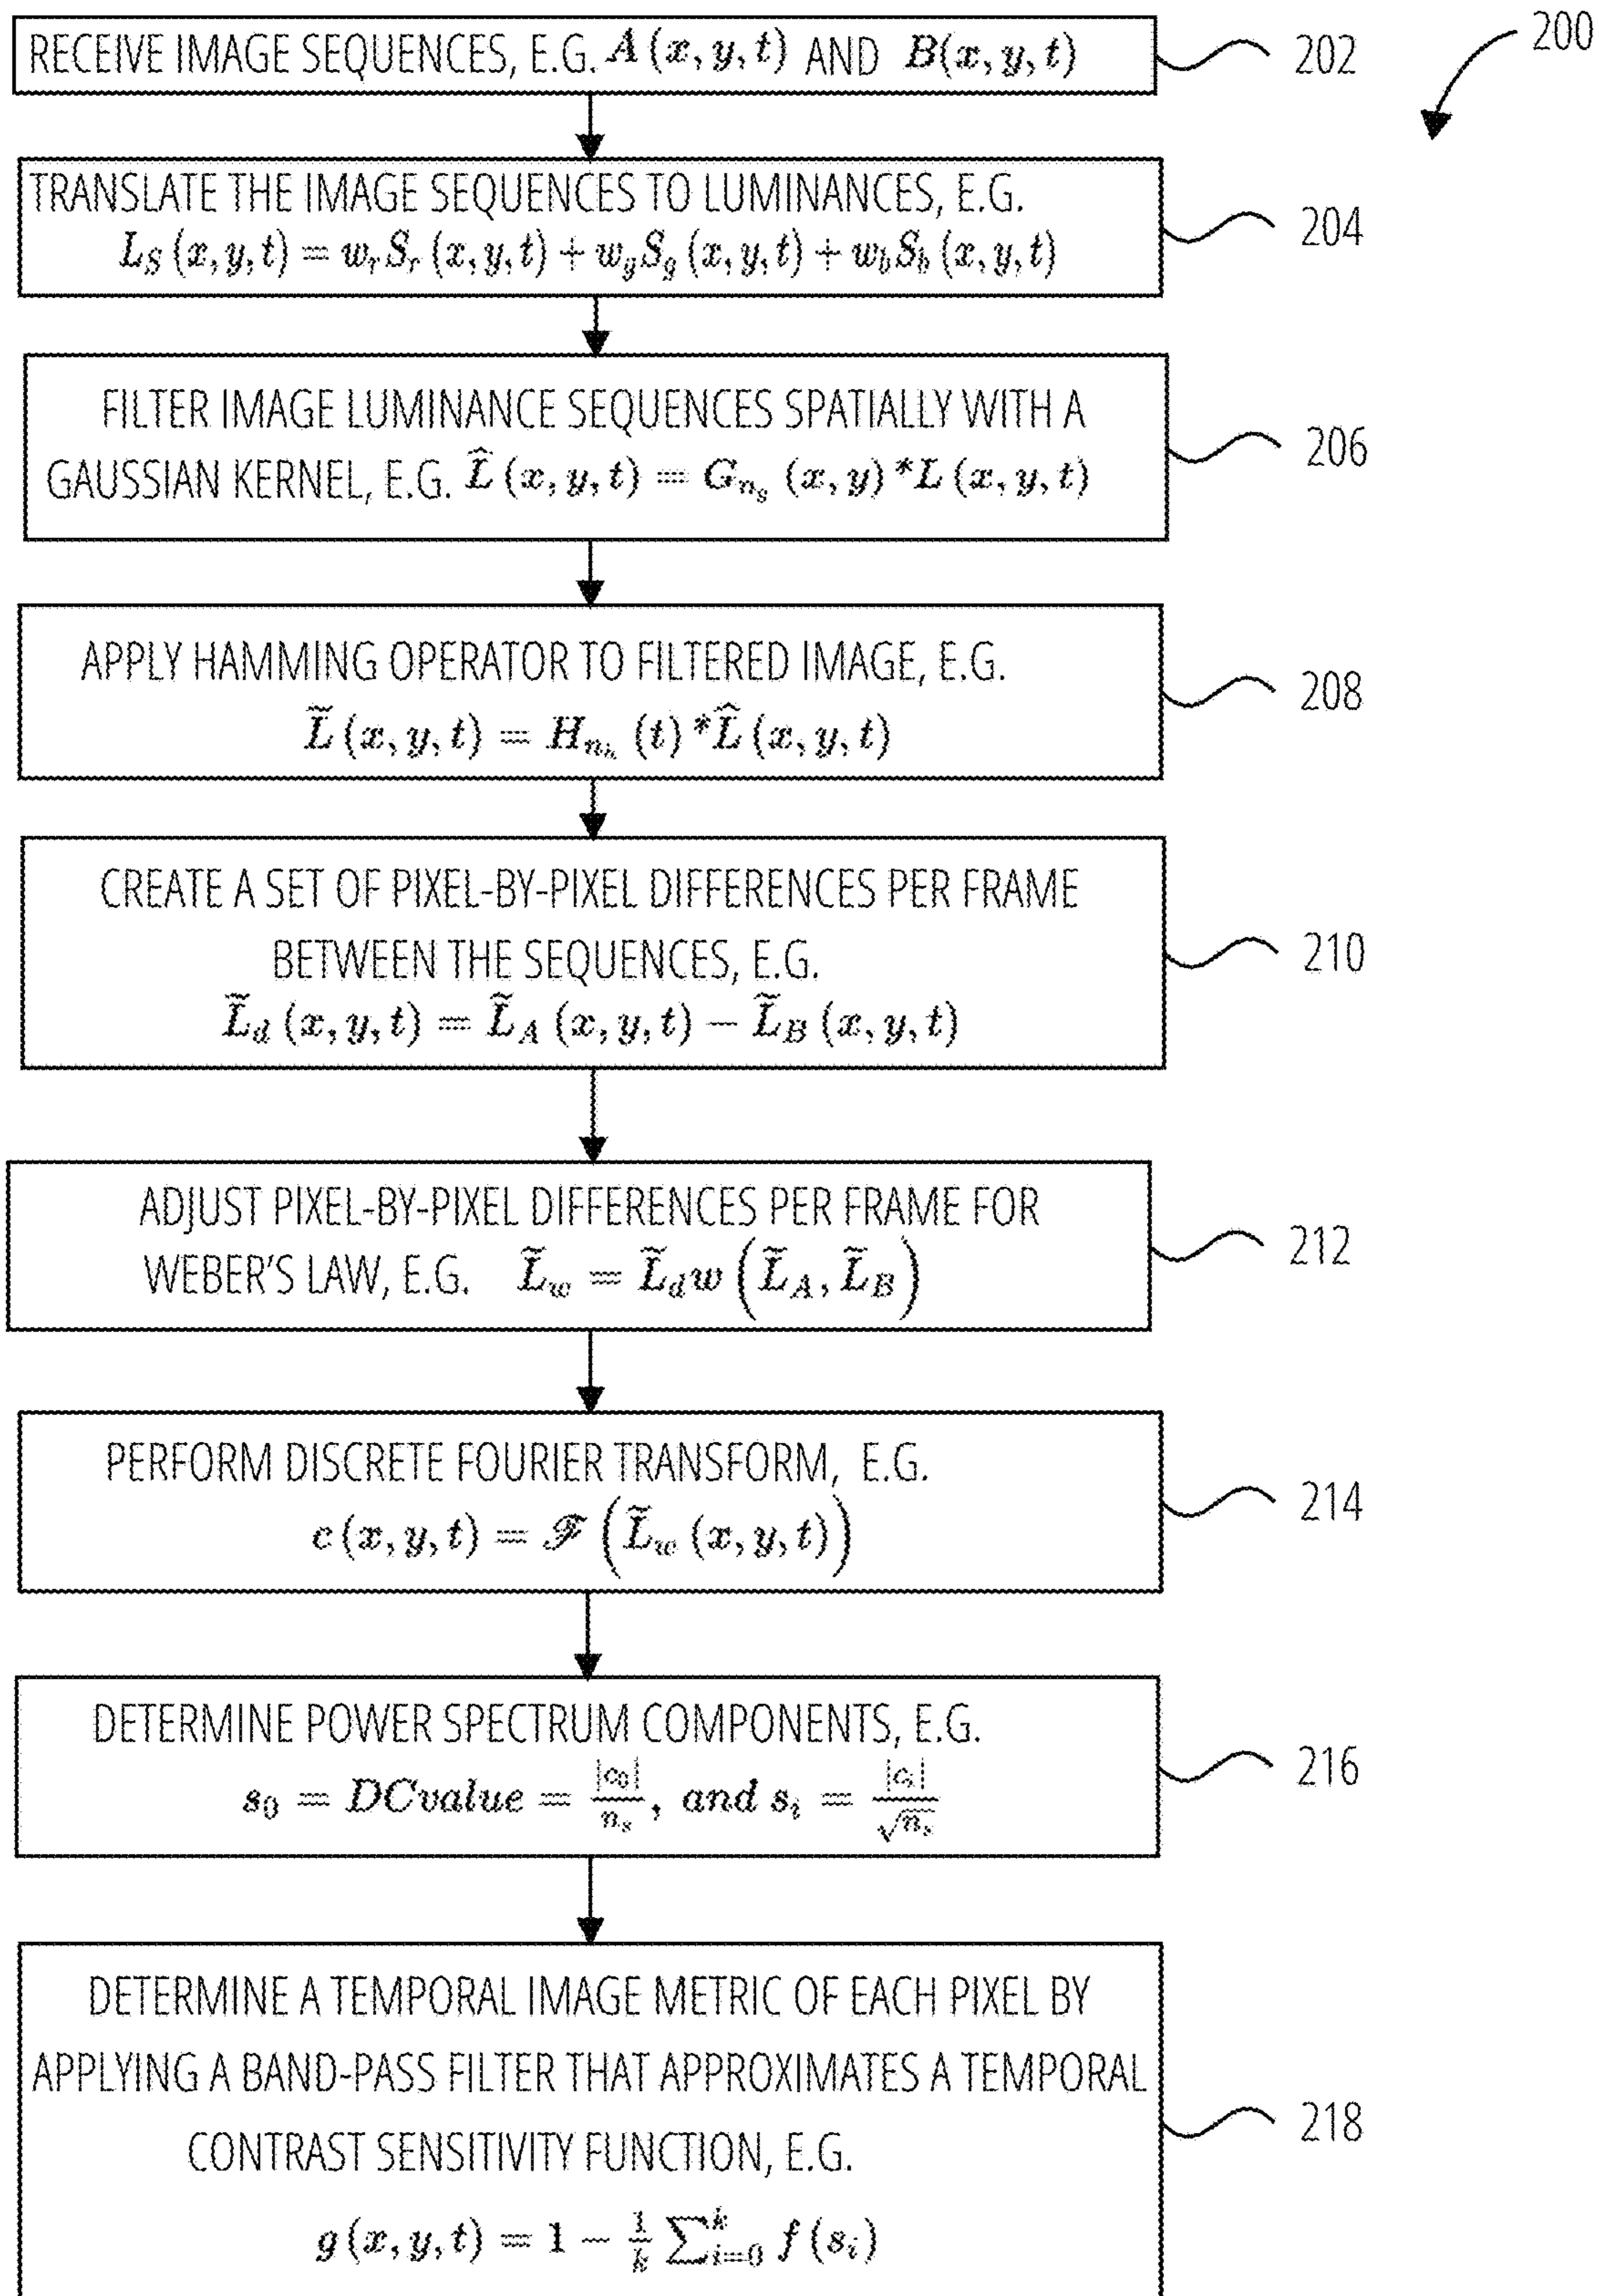 200
RECEIVE IMAGE SEQUENCES, E.G. A(x, y, t) AND B(x, y, t)
202
TRANSLATE THE IMAGE SEQUENCES TO LUMINANCES, E.G.
L_S(x, y, t) = w_r S_r(x, y, t) + w_g S_g(x, y, t) + w_b S_b(x, y, t)
204
FILTER IMAGE LUMINANCE SEQUENCES SPATIALLY WITH A
GAUSSIAN KERNEL, E.G. L̂(x, y, t) = G_{n_g}(x, y) * L(x, y, t)
206
APPLY HAMMING OPERATOR TO FILTERED IMAGE, E.G.
L̃(x, y, t) = H_{n_h}(t) * L̂(x, y, t)
208
CREATE A SET OF PIXEL-BY-PIXEL DIFFERENCES PER FRAME
BETWEEN THE SEQUENCES, E.G.
L̃_d(x, y, t) = L̃_A(x, y, t) − L̃_B(x, y, t)
210
ADJUST PIXEL-BY-PIXEL DIFFERENCES PER FRAME FOR
WEBER'S LAW, E.G. L̃_w = L̃_d w(L̃_A, L̃_B)
212
PERFORM DISCRETE FOURIER TRANSFORM, E.G.
c(x, y, t) = ℱ(L̃_w(x, y, t))
214
DETERMINE POWER SPECTRUM COMPONENTS, E.G.
s_0 = DCvalue = |c_0|/n_s, and s_i = |c_i|/√n_s
216
DETERMINE A TEMPORAL IMAGE METRIC OF EACH PIXEL BY
APPLYING A BAND-PASS FILTER THAT APPROXIMATES A TEMPORAL
CONTRAST SENSITIVITY FUNCTION, E.G.
g(x, y, t) = 1 − 1/k ∑_{i=0}^{k} f(s_i)
218